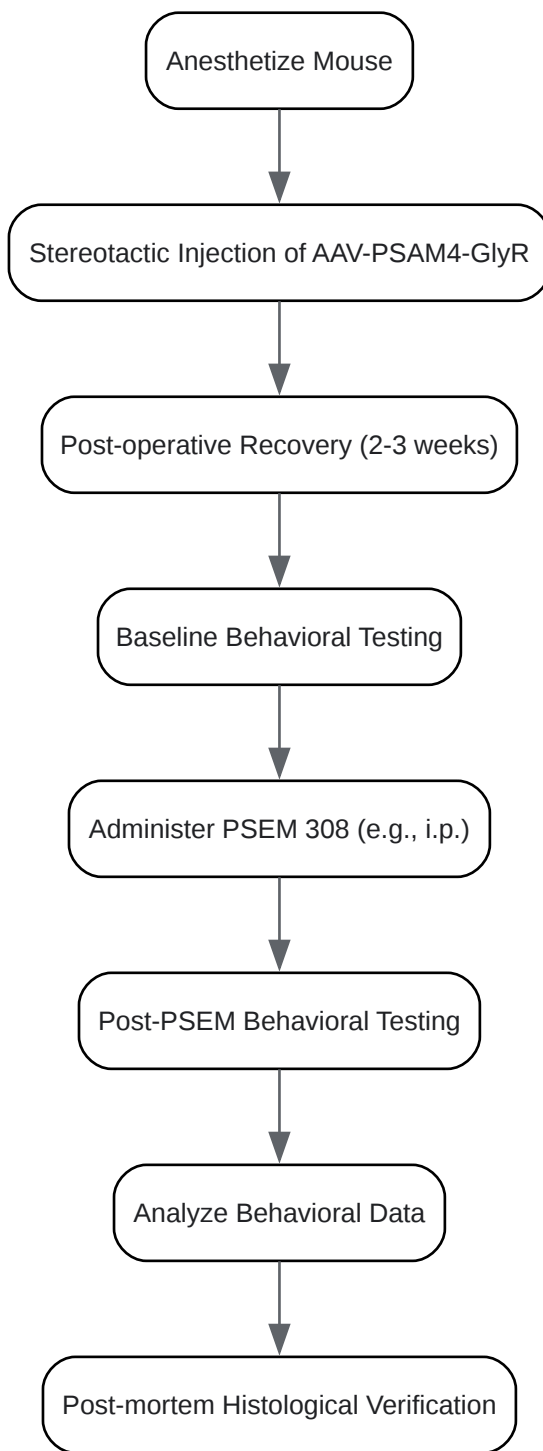 Anesthetize Mouse
Stereotactic Injection of AAV-PSAM4-GlyR
Post-operative Recovery (2-3 weeks)
Baseline Behavioral Testing
Administer PSEM 308 (e.g., i.p.)
Post-PSEM Behavioral Testing
Analyze Behavioral Data
Post-mortem Histological Verification